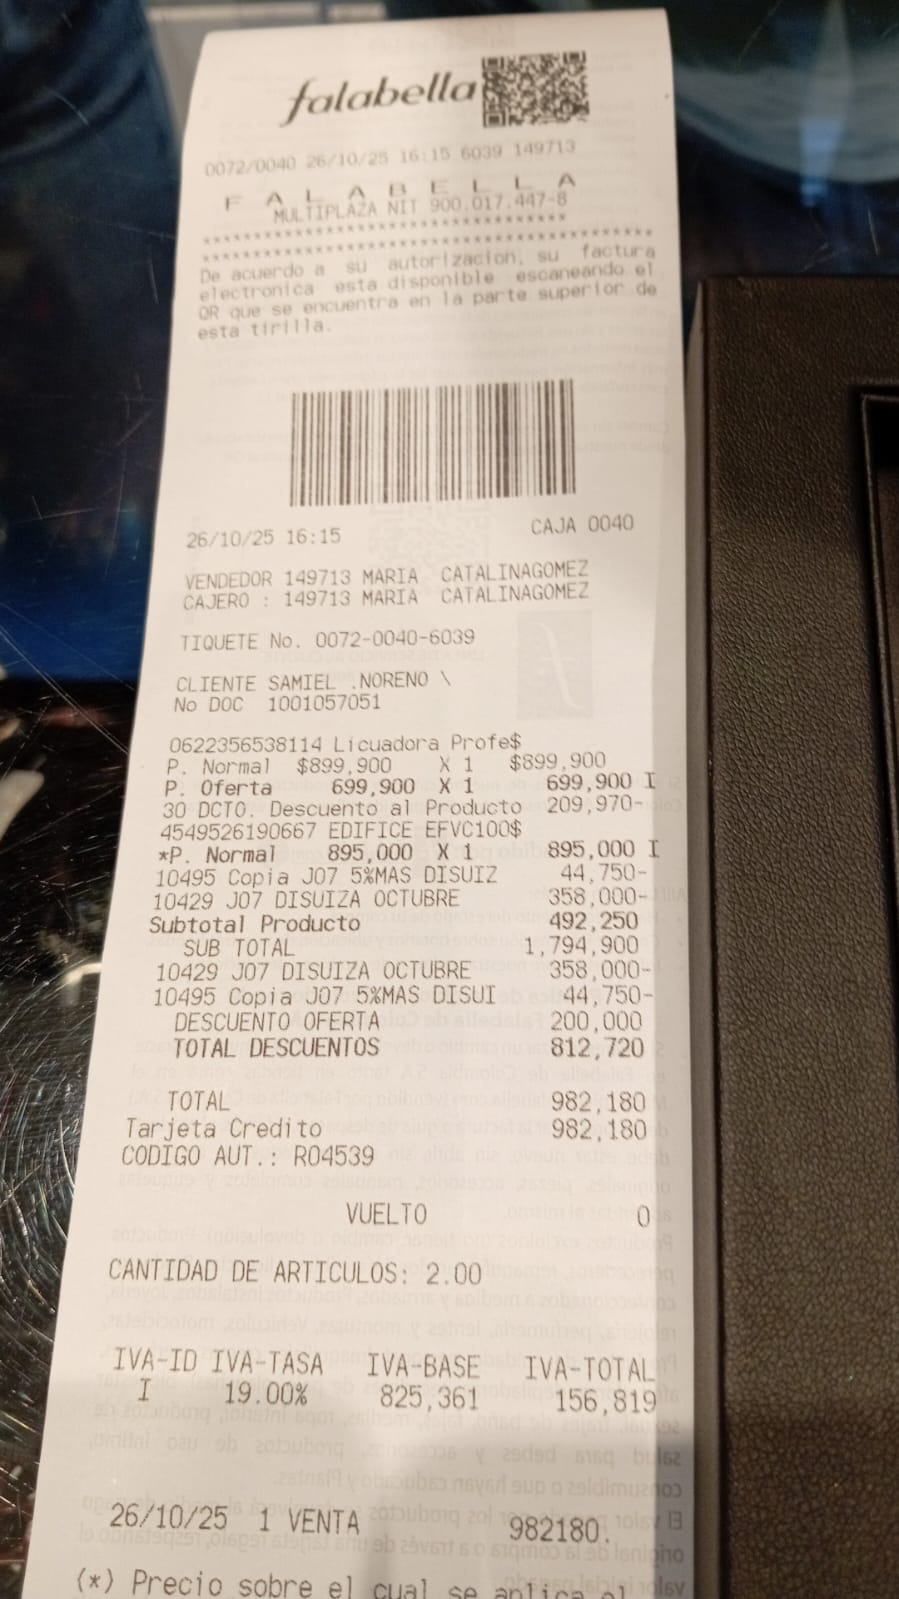 falabella
0072/0040 26/10/25 16:15 6039 149713
F A L A B E L L A
MULTIPLAZA NIT 900.017.447-8
De acuerdo a su autorizacion, su factura
electronica esta disponible escaneando el
QR que se encuentra en la parte superior de
esta tirilla.
26/10/25 16:15 CAJA 0040
VENDEDOR 149713 MARIA CATALINAGOMEZ
CAJERO : 149713 MARIA CATALINAGOMEZ
TIQUETE No. 0072-0040-6039
CLIENTE SAMIEL .NORENO \
No DOC 1001057051
0622356538114 Licuadora Profe$
P. Normal $899,900 X 1 $899,900
P. Oferta 699,900 X 1 699,900 I
30 DCTO. Descuento al Producto 209,970-
4549526190667 EDIFICE EFVC100$
*P. Normal 895,000 X 1 895,000 I
10495 Copia J07 5%MAS DISUIZ 44,750-
10429 J07 DISUIZA OCTUBRE 358,000-
Subtotal Producto 492,250
SUB TOTAL 1,794,900
10429 J07 DISUIZA OCTUBRE 358,000-
10495 Copia J07 5%MAS DISUI 44,750-
DESCUENTO OFERTA 200,000
TOTAL DESCUENTOS 812,720
TOTAL 982,180
Tarjeta Credito 982,180
CODIGO AUT.: R04539
VUELTO 0
CANTIDAD DE ARTICULOS: 2.00
IVA-ID IVA-TASA IVA-BASE IVA-TOTAL
I 19.00% 825,361 156,819
26/10/25 1 VENTA 982180.
(*) Precio sobre el cual se aplica el